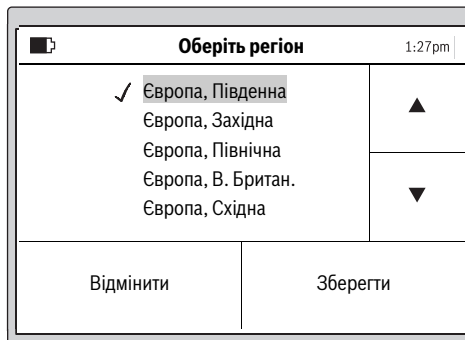 Оберіть регіон 1:27pm
Європа, Південна
Європа, Західна
Європа, Північна
Європа, В. Британ.
Європа, Східна
Відмінити Зберегти